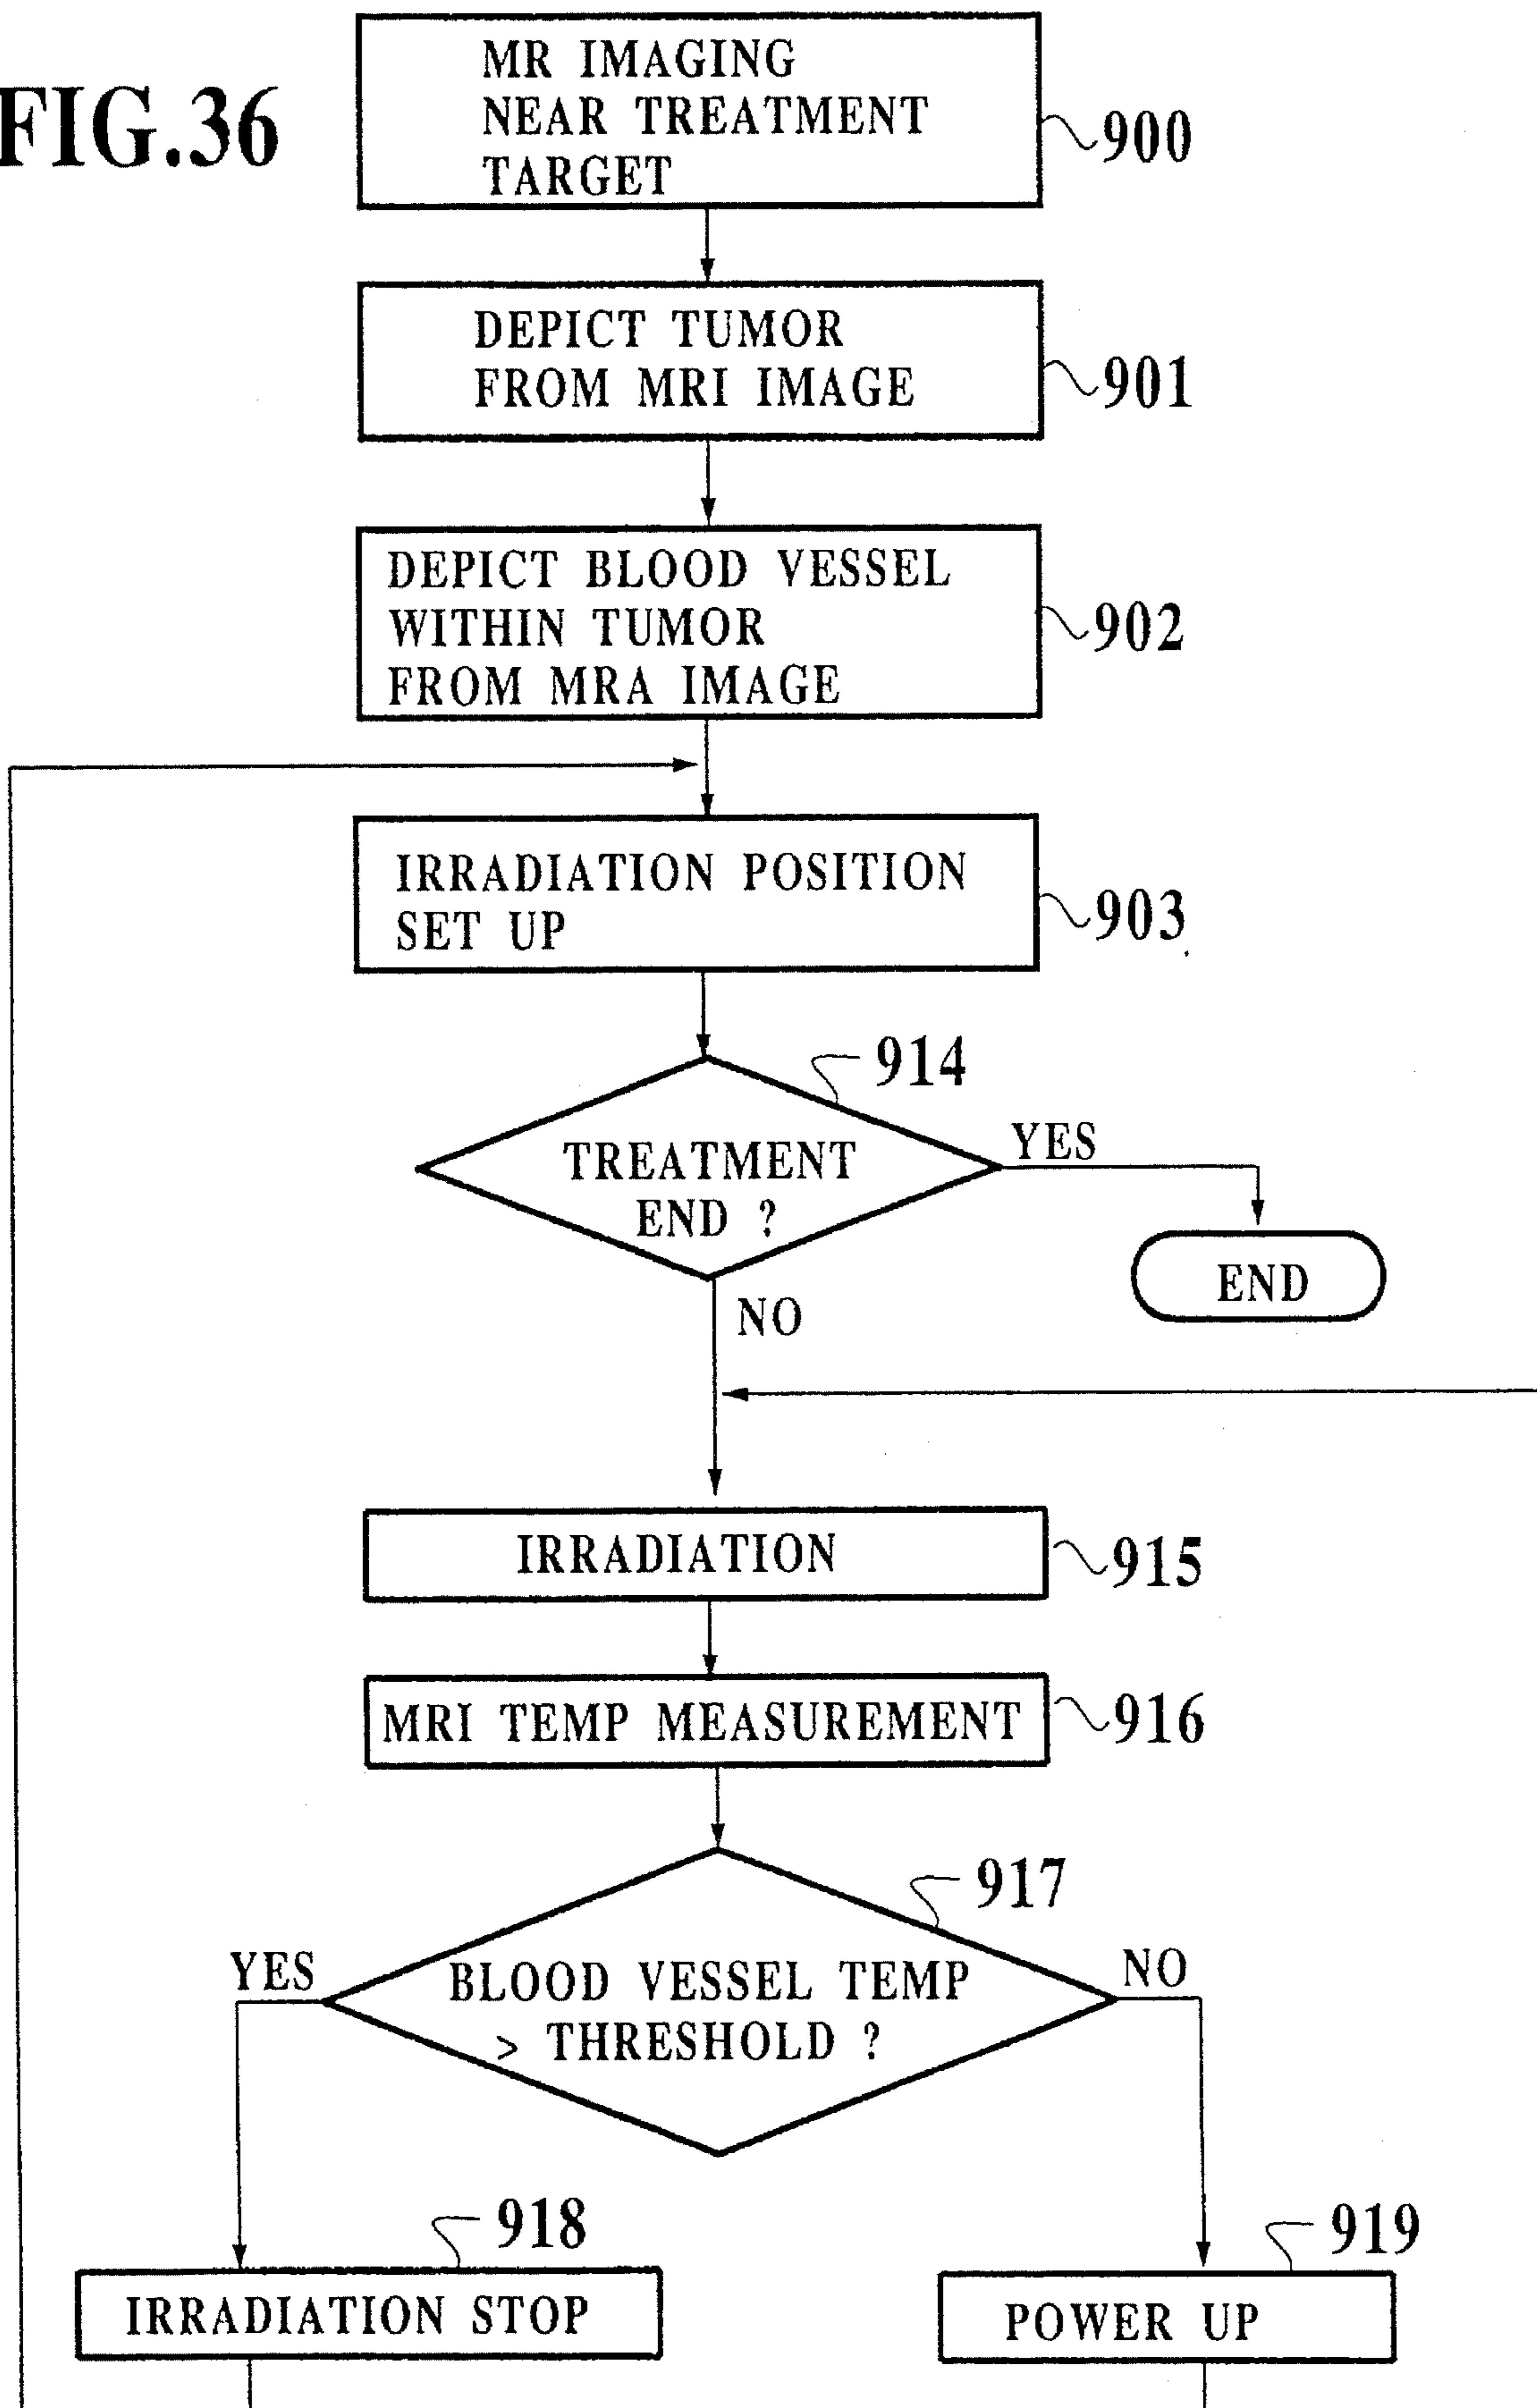 FIG.36
MR IMAGING
NEAR TREATMENT
TARGET
900
DEPICT TUMOR
FROM MRI IMAGE
901
DEPICT BLOOD VESSEL
WITHIN TUMOR
FROM MRA IMAGE
902
IRRADIATION POSITION
SET UP
903
914
TREATMENT
END ?
YES
END
NO
IRRADIATION
915
MRI TEMP MEASUREMENT
916
917
YES
BLOOD VESSEL TEMP
> THRESHOLD ?
NO
918
IRRADIATION STOP
919
POWER UP